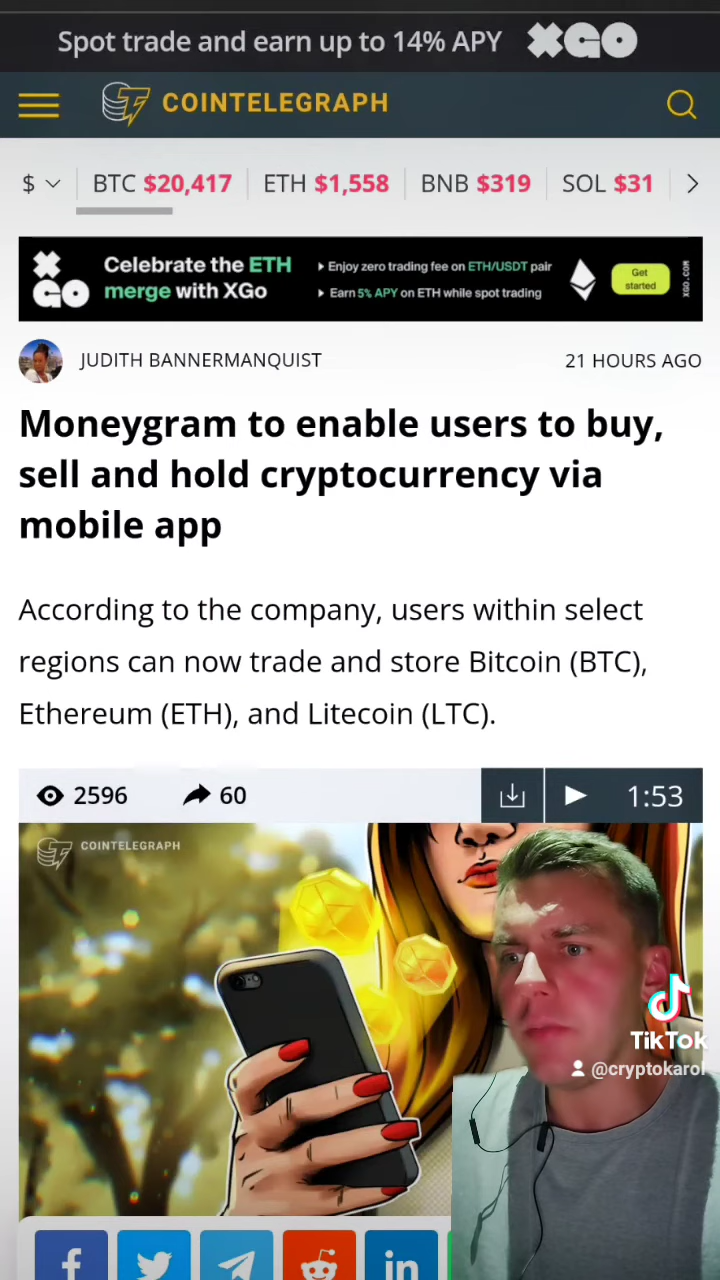 Spot trade and earn up to 14% APY XGO
COINTELEGRAPH
$ BTC $20,417 ETH $1,558 BNB $319 SOL $31
XGO
Celebrate the ETH
merge with XGo
Enjoy zero trading fee on ETH/USDT pair
Earn 5% APY on ETH while spot trading
Get
started
XGO.COM
JUDITH BANNERMANQUIST 21 HOURS AGO
Moneygram to enable users to buy,
sell and hold cryptocurrency via
mobile app
According to the company, users within select
regions can now trade and store Bitcoin (BTC),
Ethereum (ETH), and Litecoin (LTC).
2596 60 1:53
COINTELEGRAPH
TikTok
@cryptokarol
f in